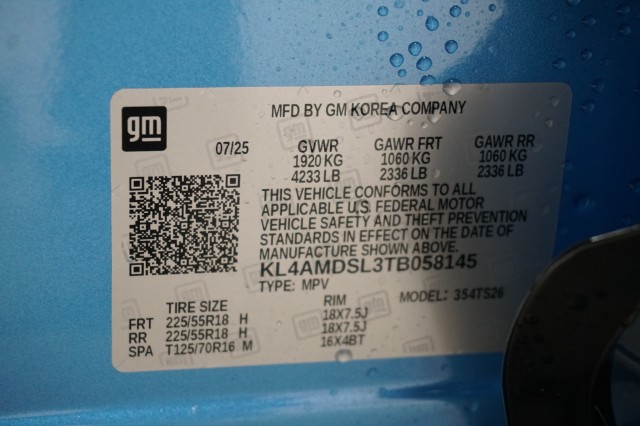 MFD BY GM KOREA COMPANY
gm
07/25 GVWR GAWR FRT GAWR RR
1920 KG 1060 KG 1060 KG
4233 LB 2336 LB 2336 LB
THIS VEHICLE CONFORMS TO ALL
APPLICABLE U.S. FEDERAL MOTOR
VEHICLE SAFETY AND THEFT PREVENTION
STANDARDS IN EFFECT ON THE DATE OF
MANUFACTURE SHOWN ABOVE.
KL4AMDSL3TB058145
TYPE: MPV MODEL: 354TS26
TIRE SIZE RIM
FRT 225/55R18 H 18X7.5J
RR 225/55R18 H 18X7.5J
SPA T125/70R16 M 16X4BT